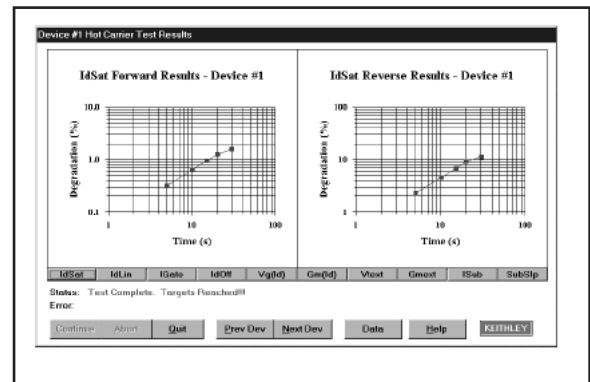 Device #1 Hot Carrier Test Results
IdSat Forward Results - Device #1
10.0
1.0
0.1
Degradation (%)
1 10 100
Time (s)
IdSat Reverse Results - Device #1
100
10
1
Degradation (%)
1 10 100
Time (s)
IdSat IdLin IGate IdOff Vg(Id) Gm(Id) Vtext Gmext ISub SubSlp
Status: Test Complete. Targets Reached!!!
Error:
Continue Abort Quit Prev Dev Next Dev Data Help KEITHLEY